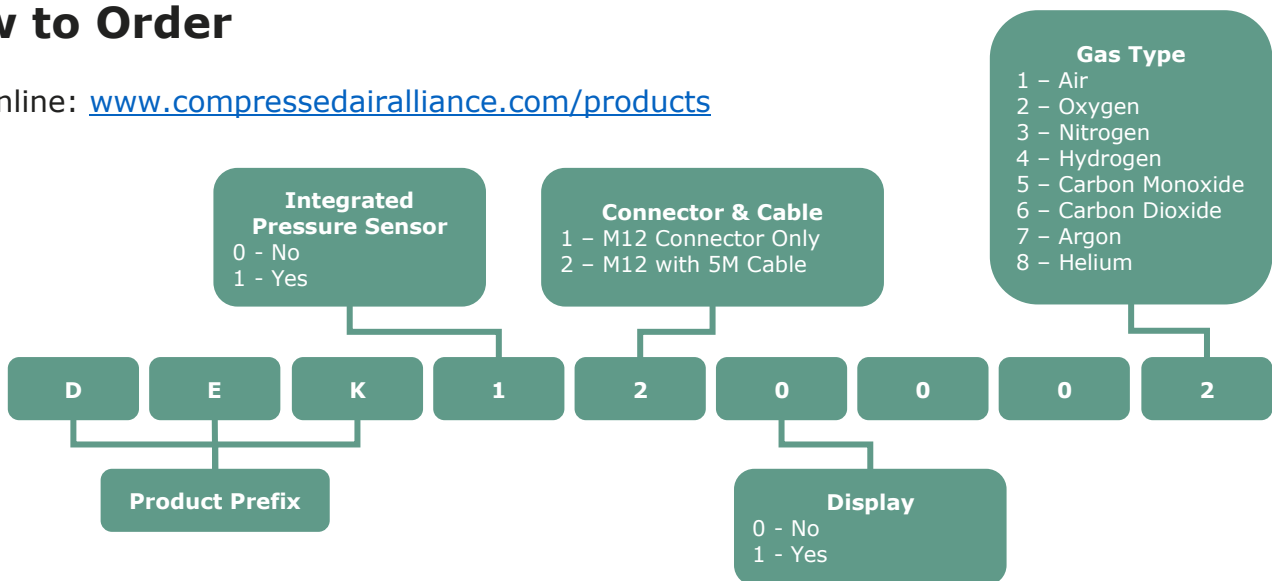 w to Order
nline: www.compressedairalliance.com/products
Gas Type
1 – Air
2 – Oxygen
3 – Nitrogen
4 – Hydrogen
5 – Carbon Monoxide
6 – Carbon Dioxide
7 – Argon
8 – Helium
Integrated
Pressure Sensor
0 - No
1 - Yes
Connector & Cable
1 – M12 Connector Only
2 – M12 with 5M Cable
D E K 1 2 0 0 0 2
Product Prefix
Display
0 - No
1 - Yes